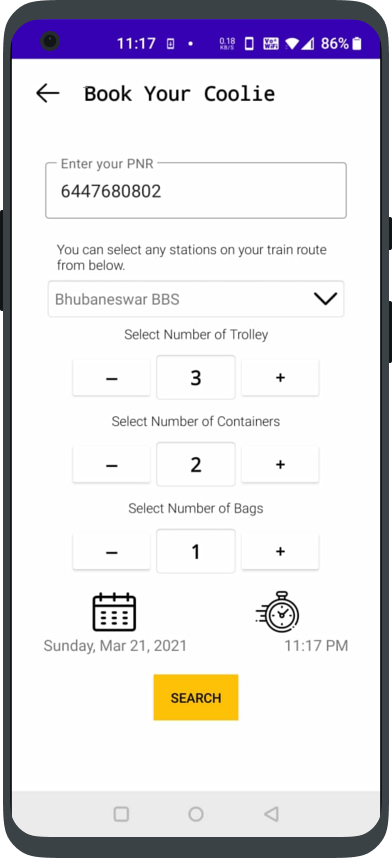 11:17 0.18 KB/S Vo WiFi 86%
Book Your Coolie
Enter your PNR
6447680802
You can select any stations on your train route
from below.
Bhubaneswar BBS
Select Number of Trolley
– 3 +
Select Number of Containers
– 2 +
Select Number of Bags
– 1 +
Sunday, Mar 21, 2021 11:17 PM
SEARCH